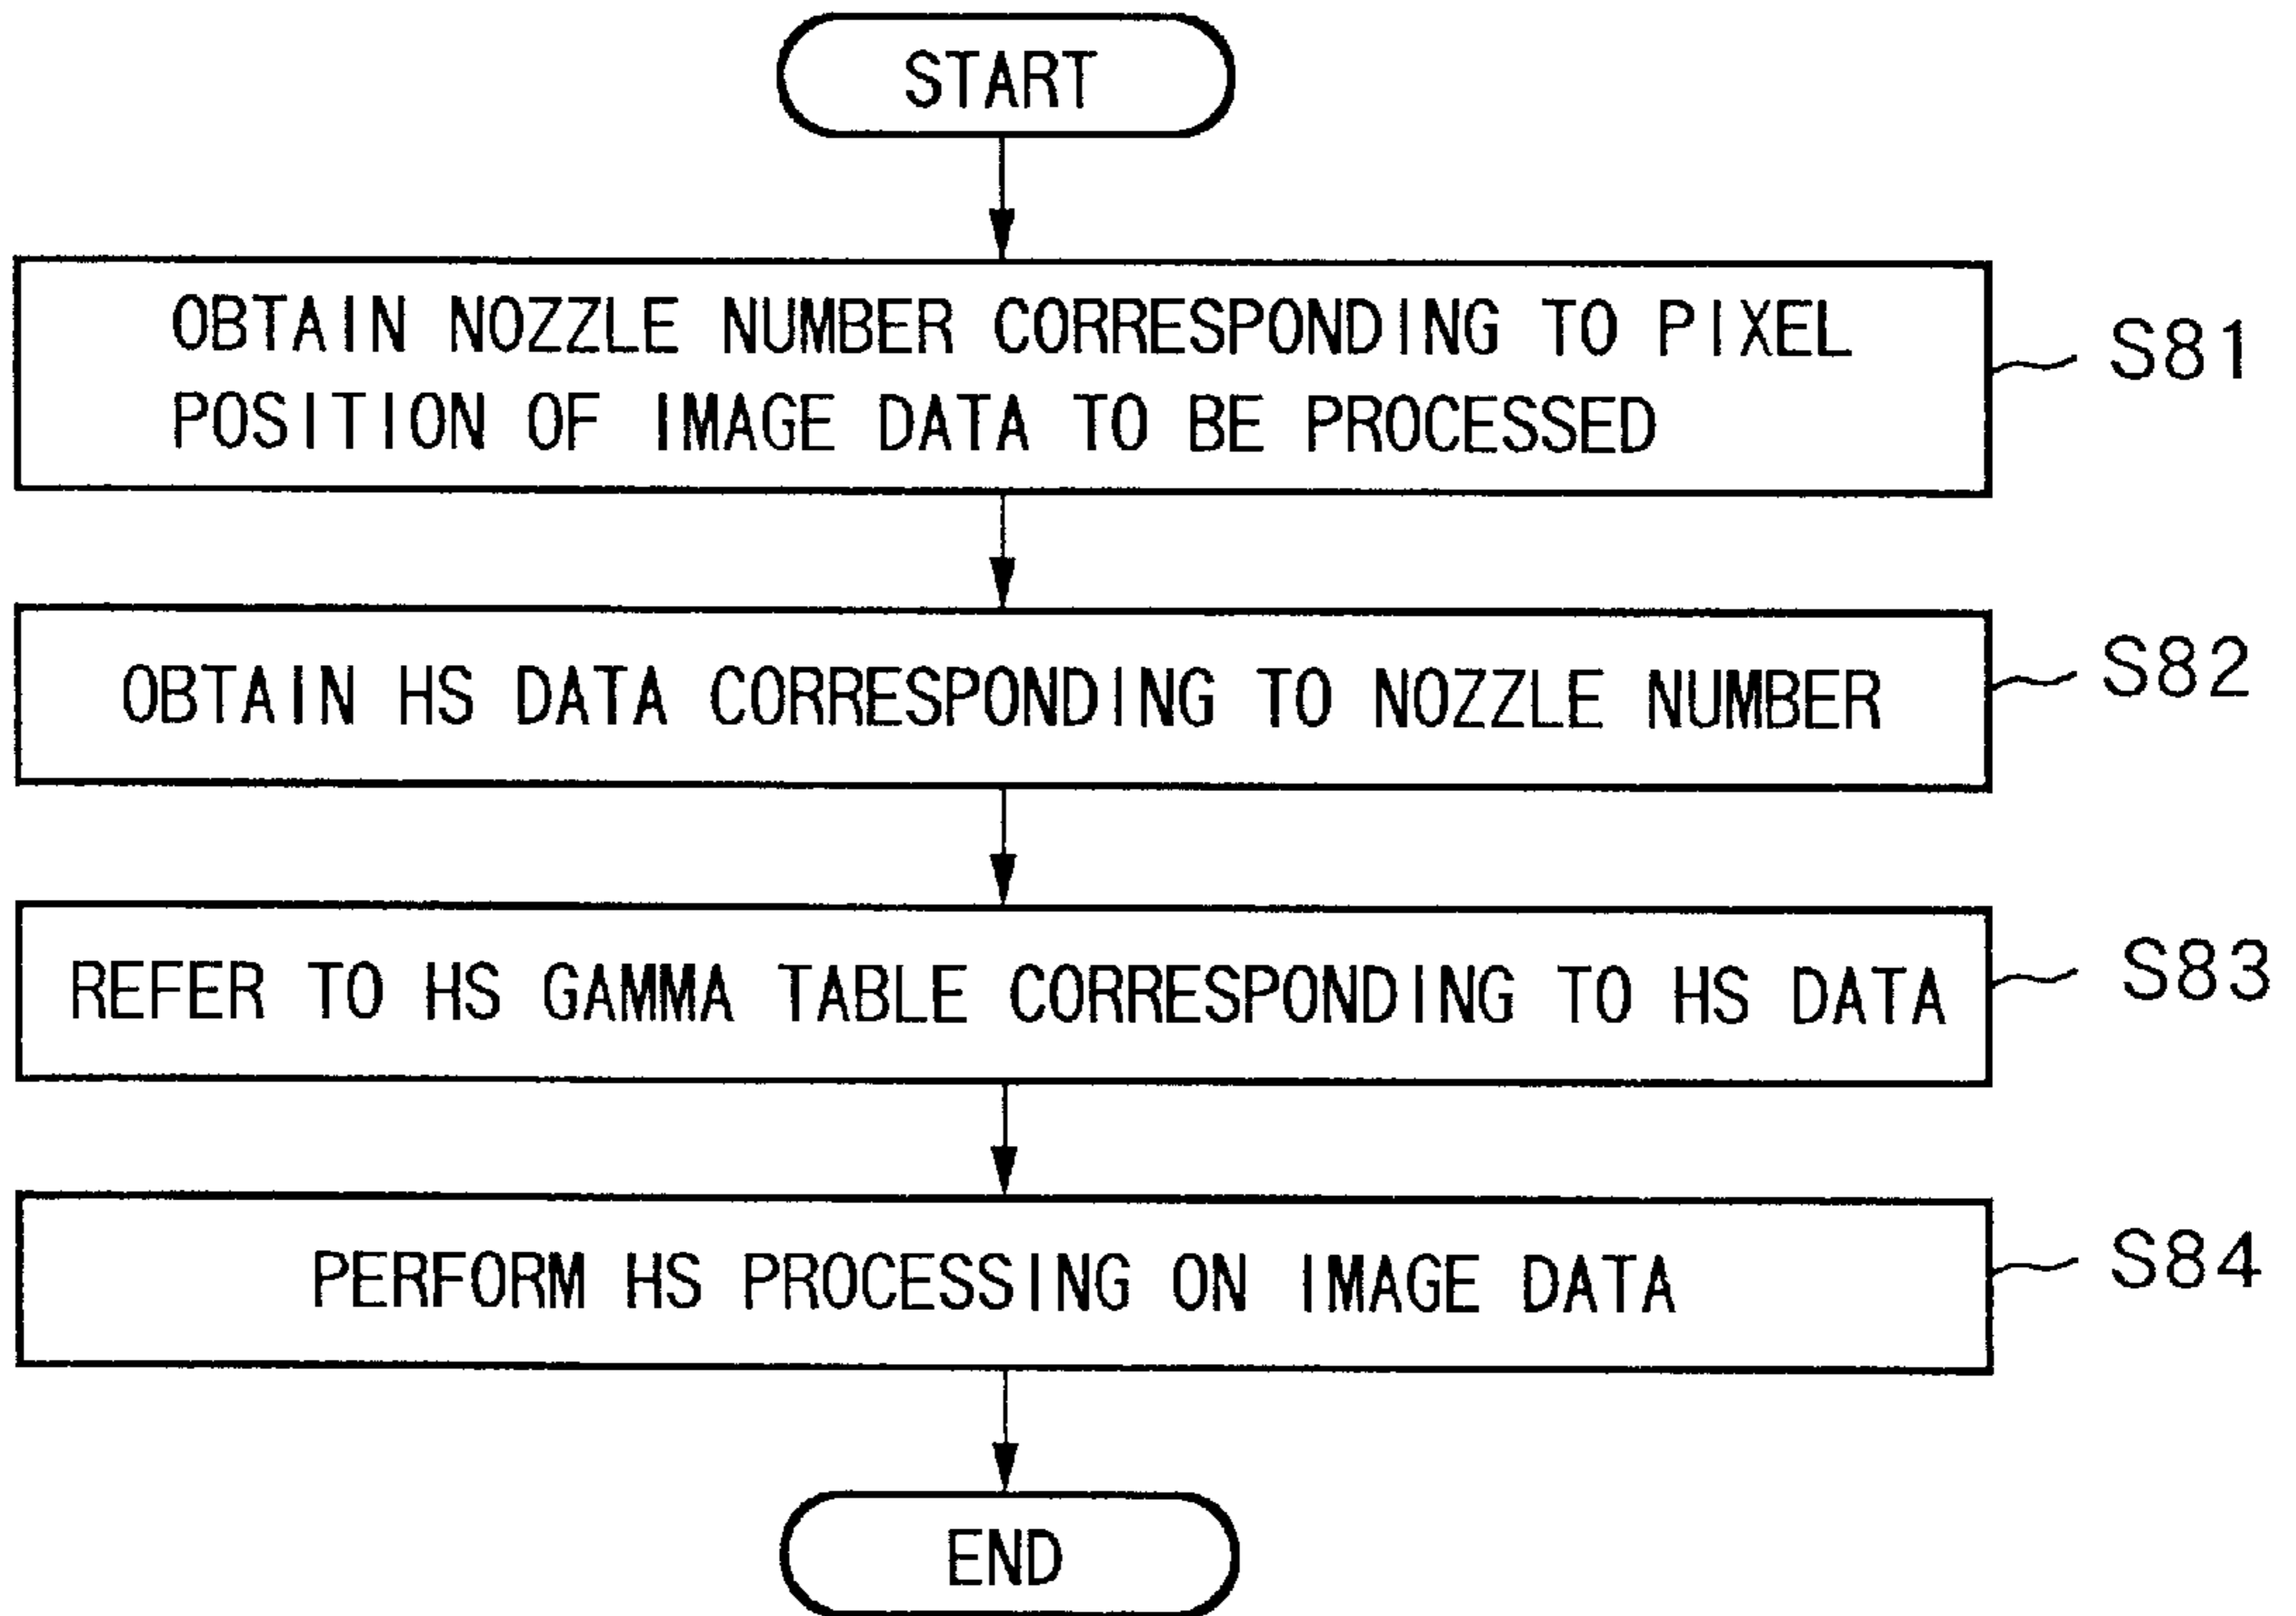 START
OBTAIN NOZZLE NUMBER CORRESPONDING TO PIXEL
POSITION OF IMAGE DATA TO BE PROCESSED
S81
OBTAIN HS DATA CORRESPONDING TO NOZZLE NUMBER
S82
REFER TO HS GAMMA TABLE CORRESPONDING TO HS DATA
S83
PERFORM HS PROCESSING ON IMAGE DATA
S84
END